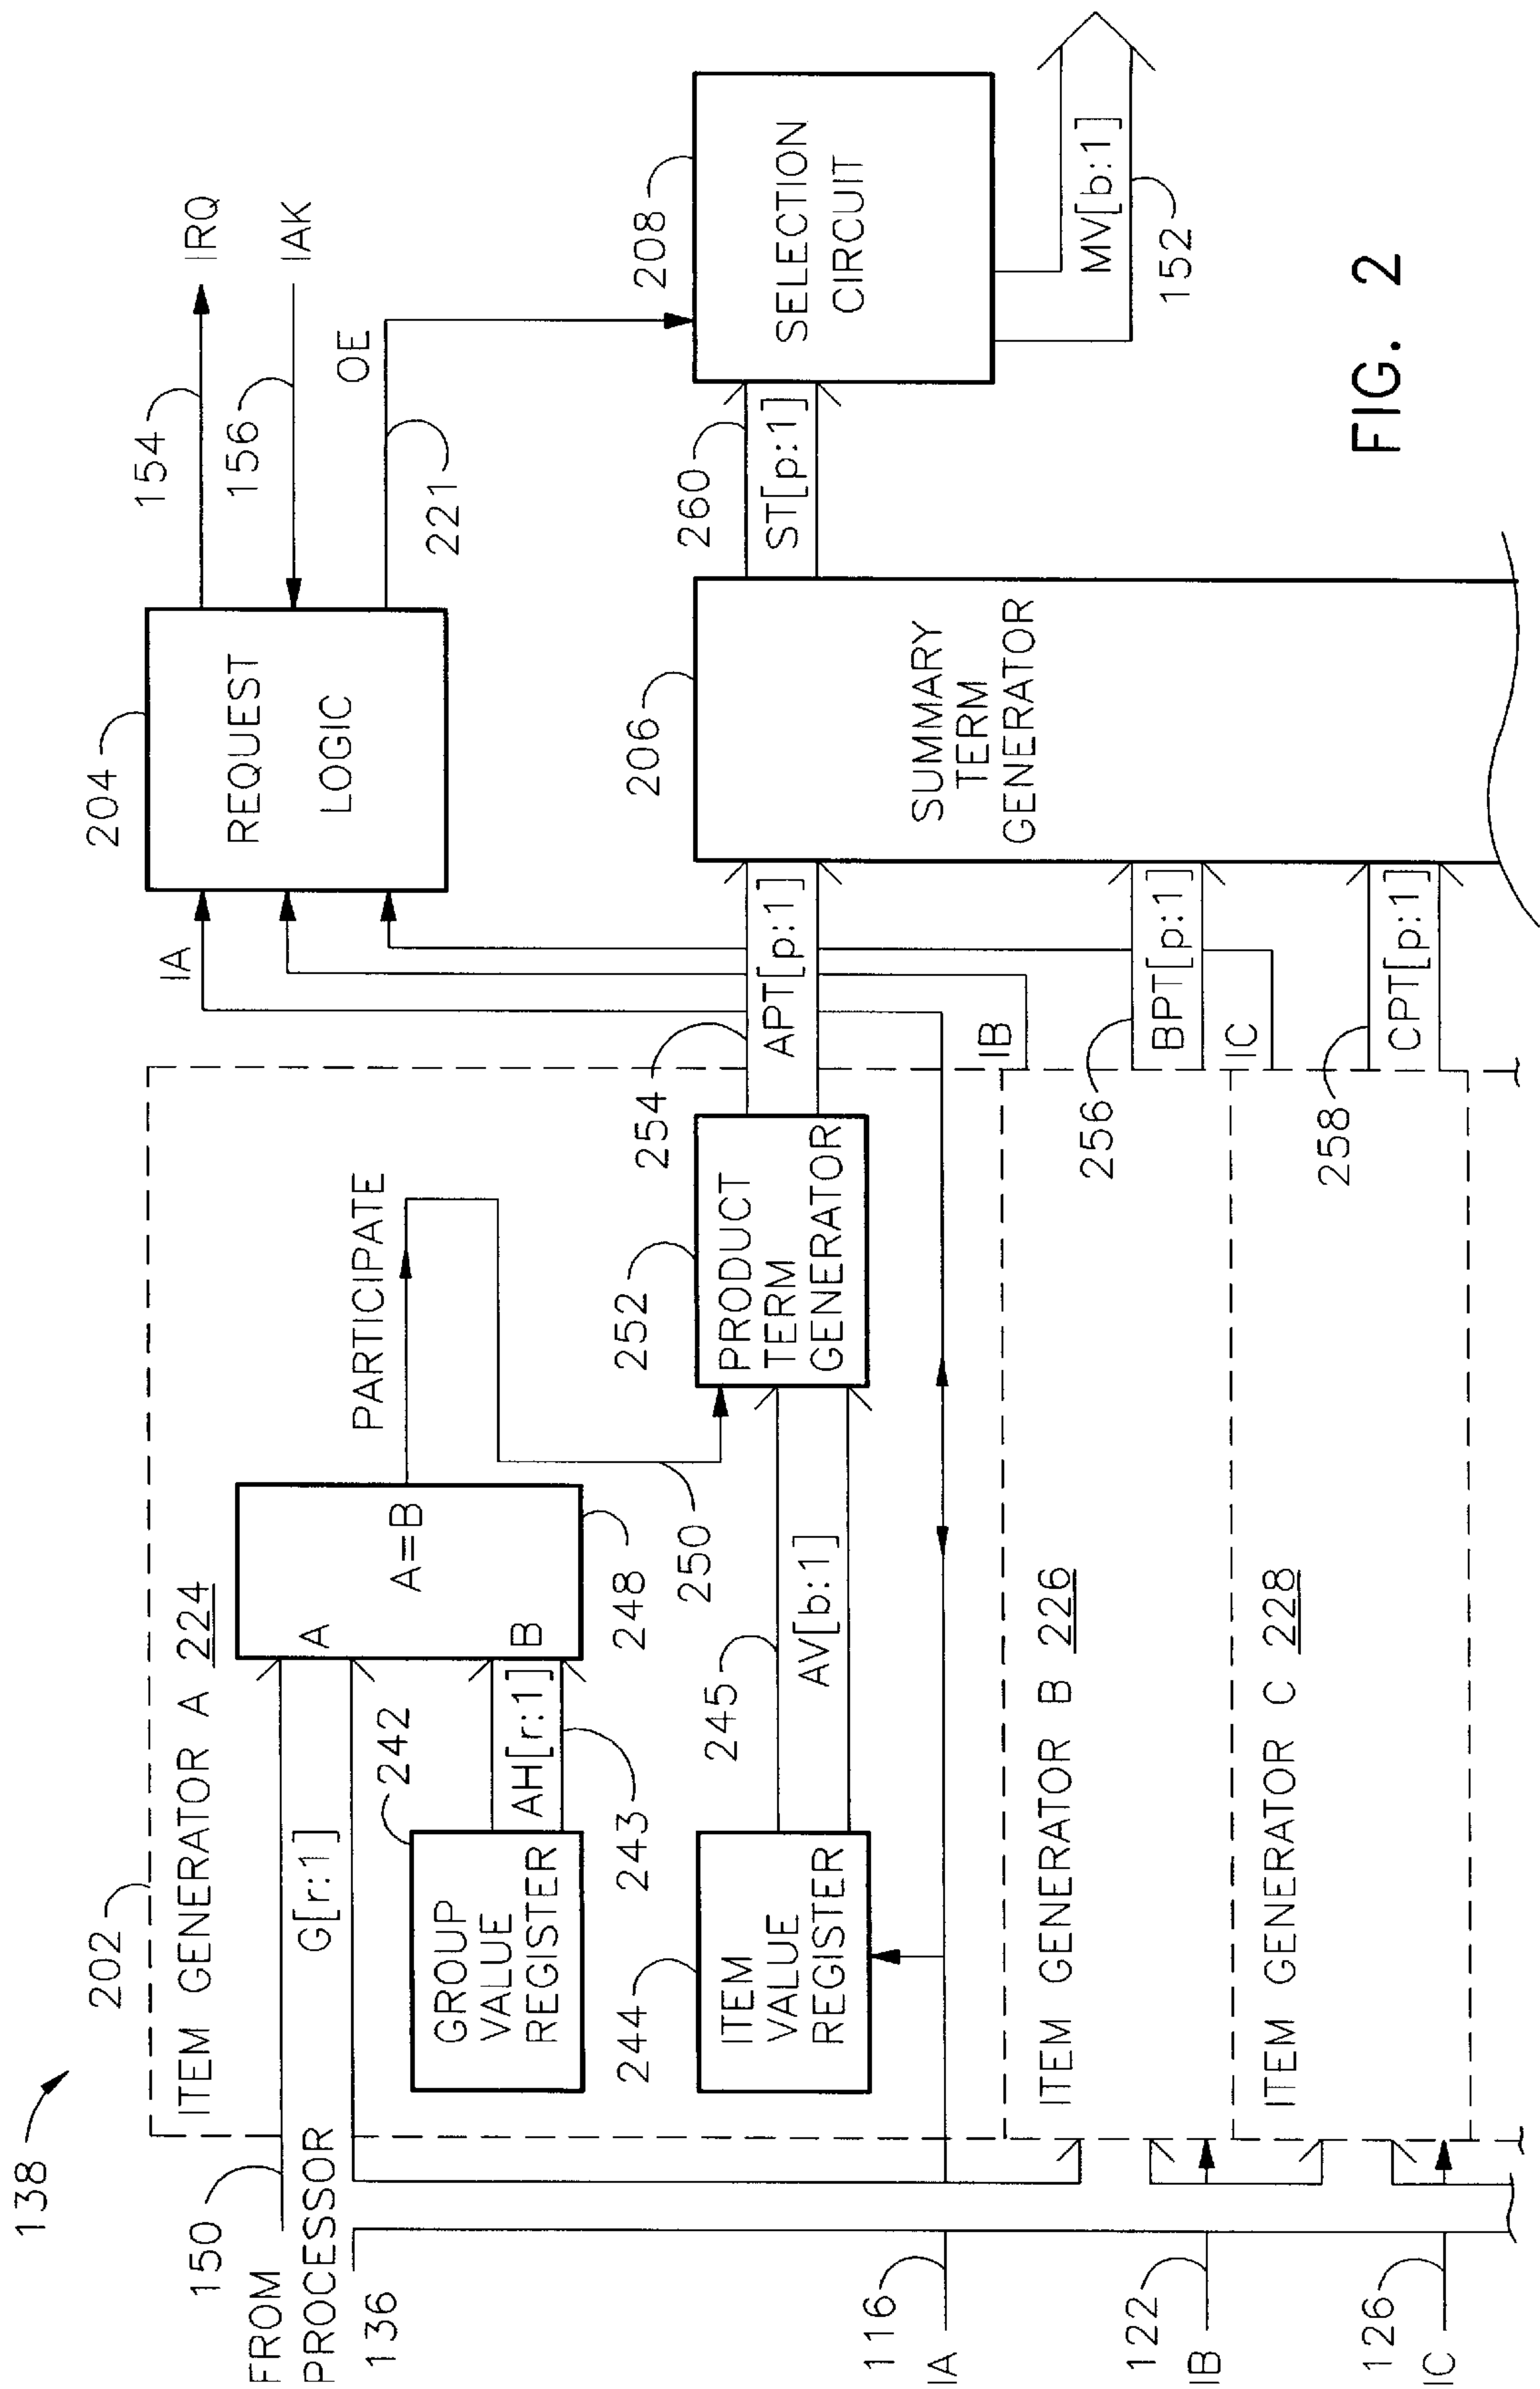 138
202
204
154
IRQ
156
IAK
150
FROM
PROCESSOR
136
ITEM GENERATOR A 224
G[r:1]
A
A=B
B
248
PARTICIPATE
IA
REQUEST
LOGIC
OE
221
242
GROUP
VALUE
REGISTER
AH[r:1]
243
250
244
ITEM
VALUE
REGISTER
245
AV[b:1]
252
PRODUCT
TERM
GENERATOR
254
APT[p:1]
206
SUMMARY
TERM
GENERATOR
260
ST[p:1]
208
SELECTION
CIRCUIT
MV[b:1]
152
116
IA
ITEM GENERATOR B 226
IB
256
BPT[p:1]
122
IB
ITEM GENERATOR C 228
IC
258
CPT[p:1]
126
IC
FIG. 2